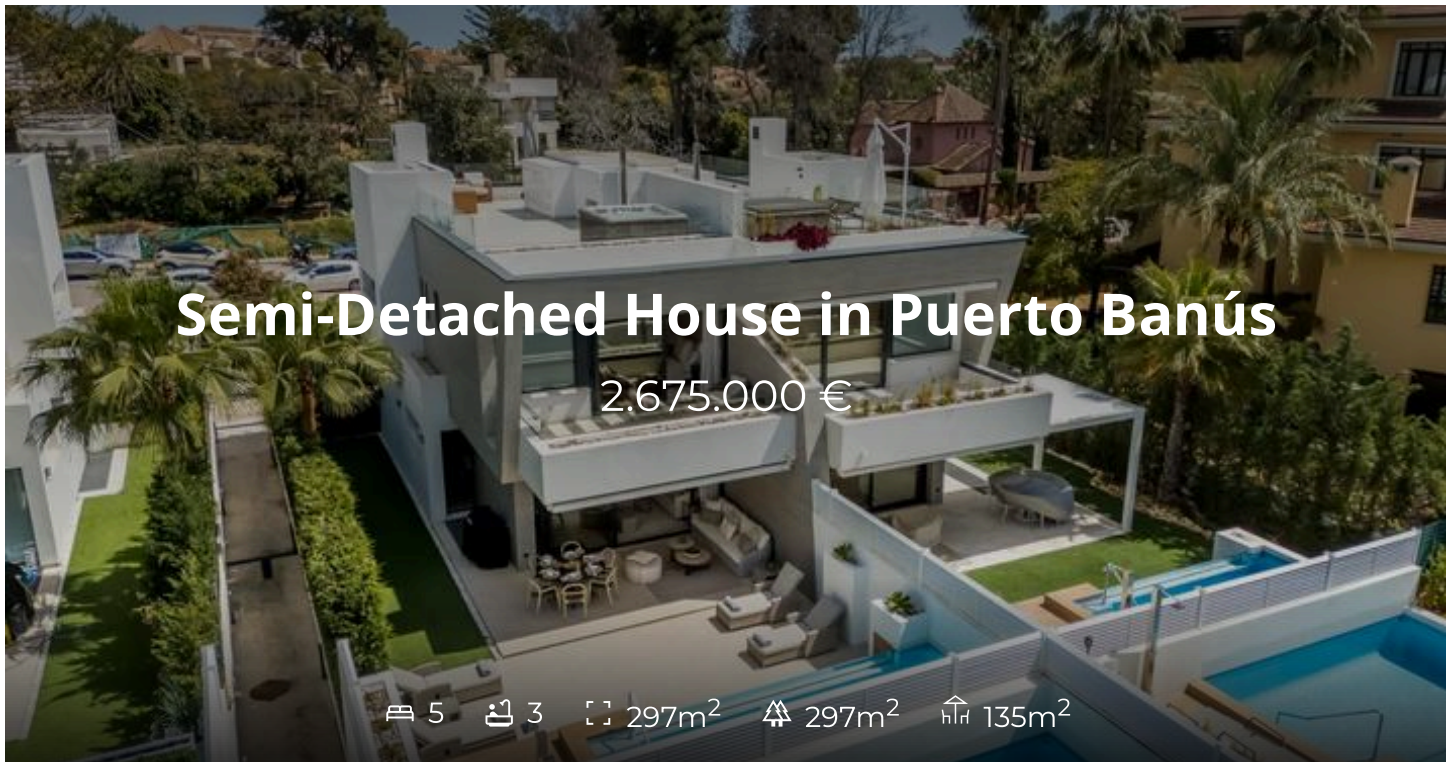 Semi-Detached House in Puerto Banús
2.675.000 €
5 3 297m² 297m² 135m²